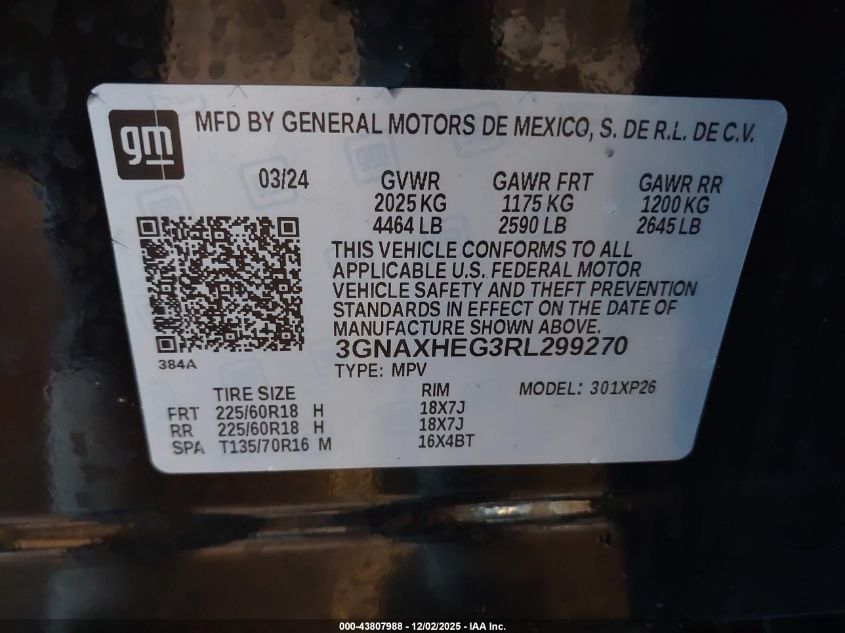 gm MFD BY GENERAL MOTORS DE MEXICO, S. DE R.L. DE C.V.
03/24 GVWR GAWR FRT GAWR RR
2025 KG 1175 KG 1200 KG
4464 LB 2590 LB 2645 LB
THIS VEHICLE CONFORMS TO ALL
APPLICABLE U.S. FEDERAL MOTOR
VEHICLE SAFETY AND THEFT PREVENTION
STANDARDS IN EFFECT ON THE DATE OF
MANUFACTURE SHOWN ABOVE.
384A
3GNAXHEG3RL299270
TYPE: MPV
TIRE SIZE RIM MODEL: 301XP26
FRT 225/60R18 H 18X7J
RR 225/60R18 H 18X7J
SPA T135/70R16 M 16X4BT
000-43807988 - 12/02/2025 - IAA Inc.